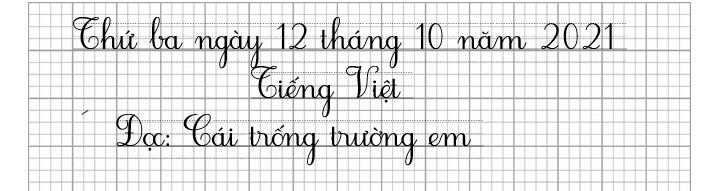 Thứ ba ngày 12 tháng 10 năm 2021
Tiếng Việt
Đọc: Cái trống trường em